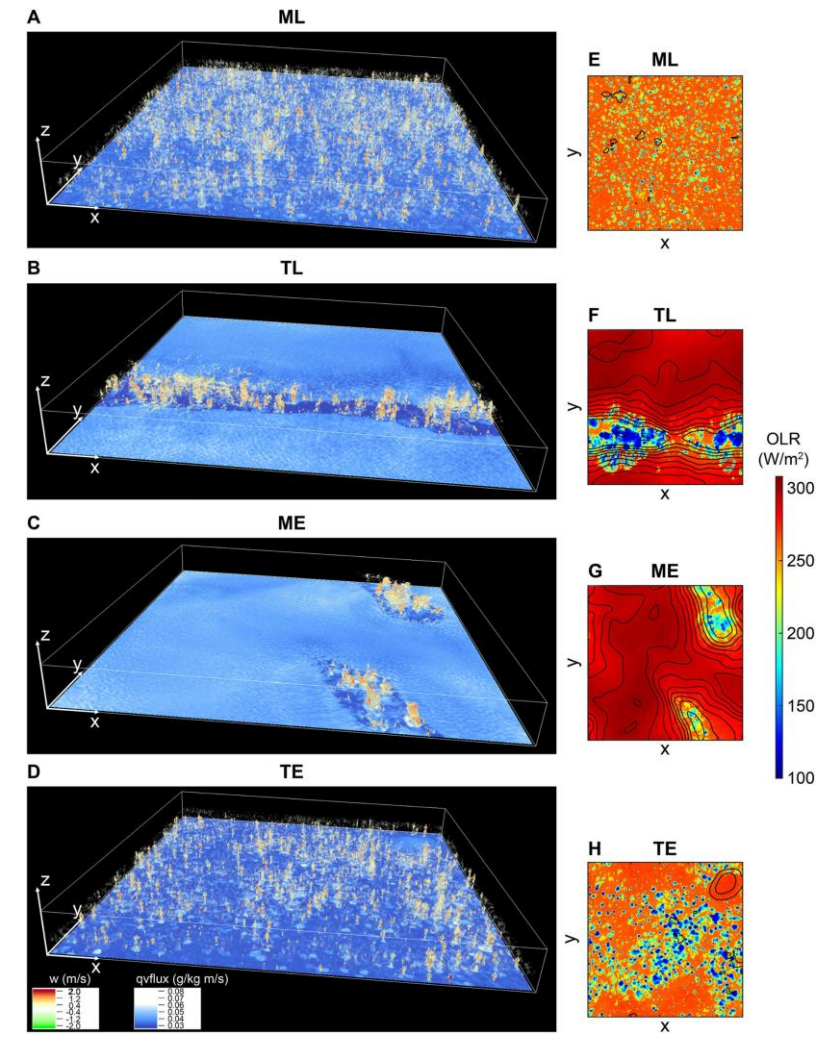 A ML
z
y
x
E ML
y
x
B TL
z
y
x
F TL
y
x
OLR
(W/m²)
300
250
200
150
100
C ME
z
y
x
G ME
y
x
D TE
z
y
x
H TE
y
x
w (m/s)
2.0
1.2
0.4
-0.4
-1.2
-2.0
qvflux (g/kg m/s)
0.08
0.07
0.06
0.05
0.04
0.03